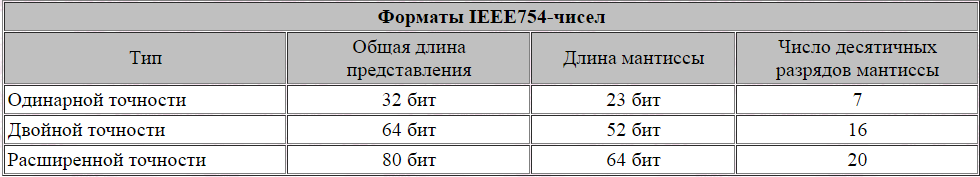 Форматы IEEE754-чисел
Тип
Общая длина
представления
Длина мантиссы
Число десятичных
разрядов мантиссы
Одинарной точности 32 бит 23 бит 7
Двойной точности 64 бит 52 бит 16
Расширенной точности 80 бит 64 бит 20